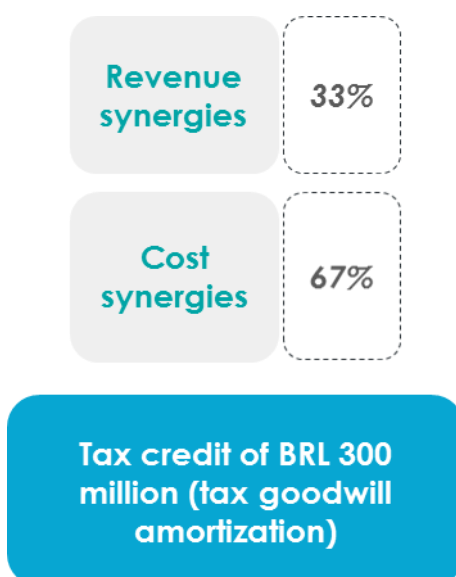 Revenue
synergies
33%
Cost
synergies
67%
Tax credit of BRL 300
million (tax goodwill
amortization)